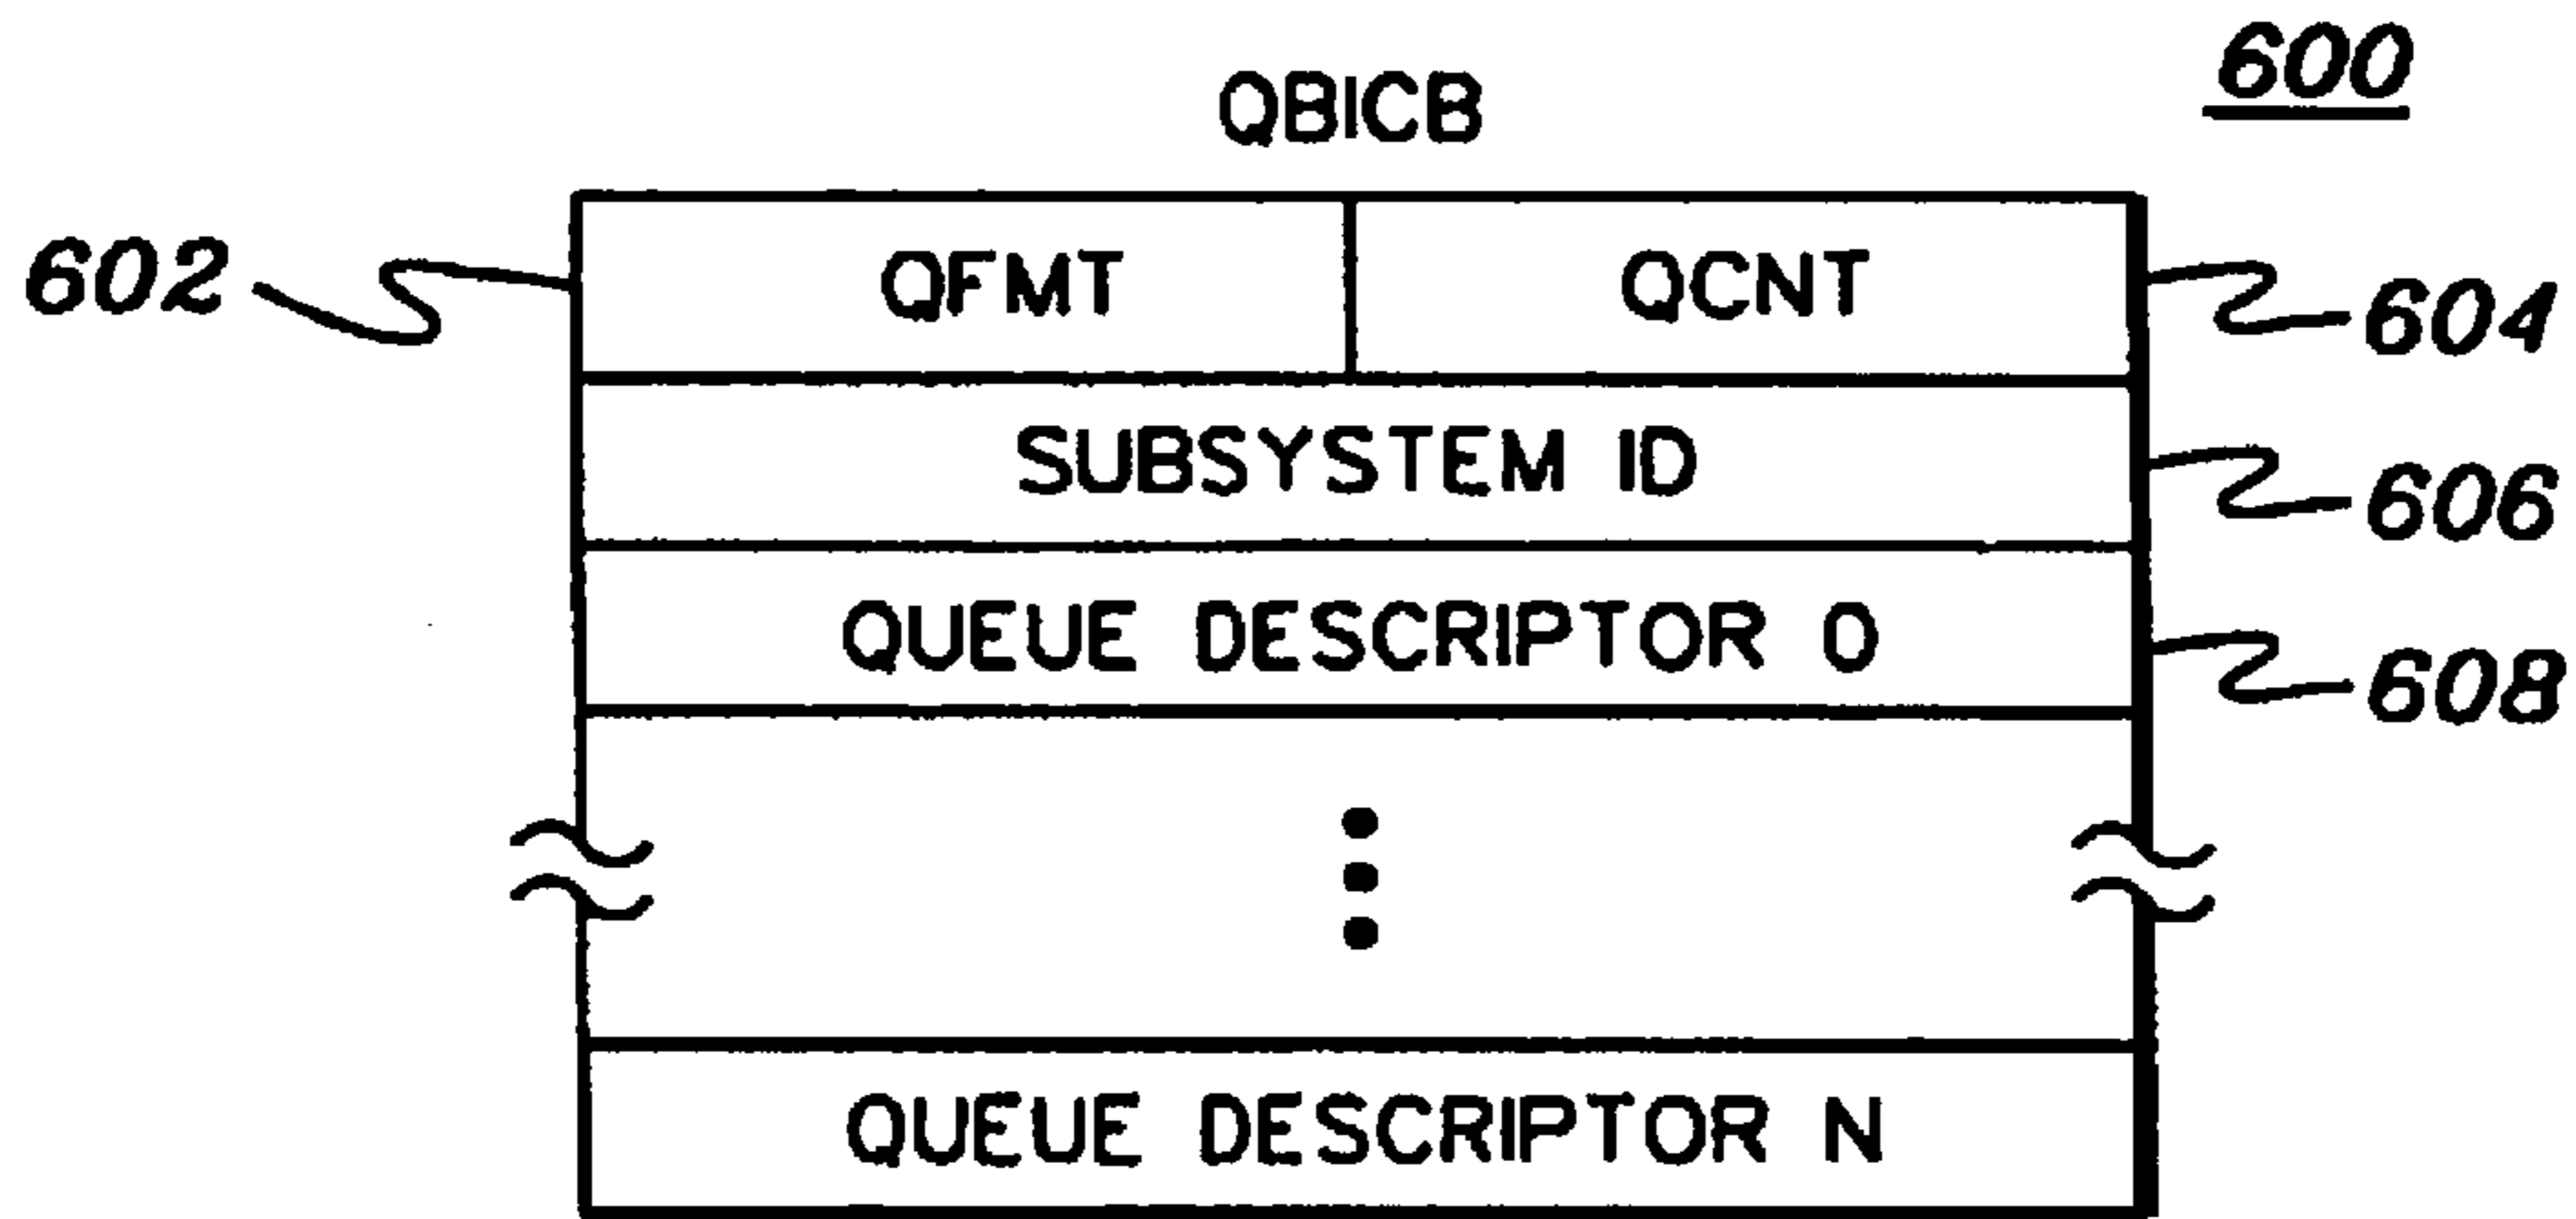 600
QBICB
602 QFMT QCNT 604
SUBSYSTEM ID 606
QUEUE DESCRIPTOR 0 608
QUEUE DESCRIPTOR N